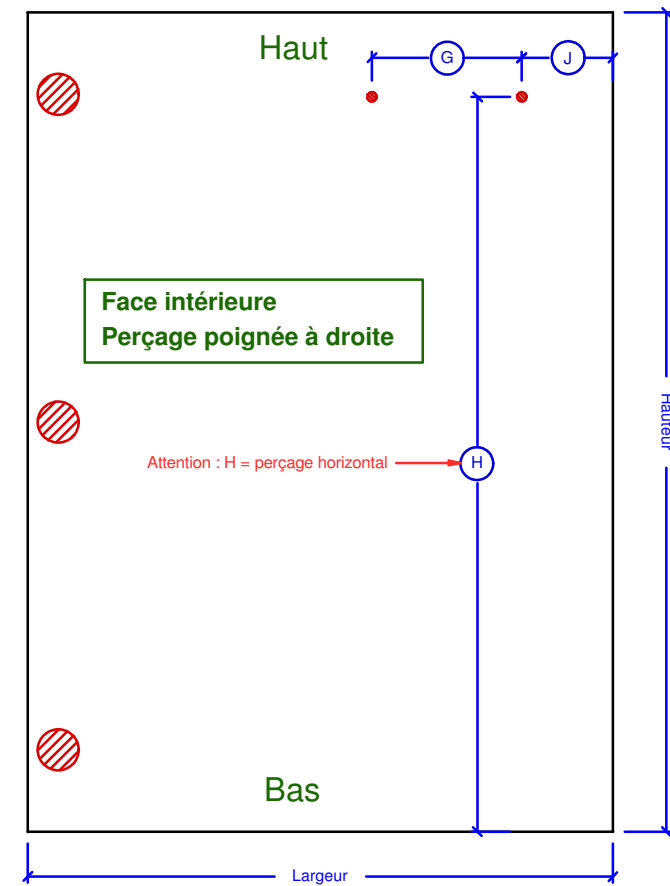 Haut
G
J
Face intérieure
Perçage poignée à droite
Hauteur
Attention : H = perçage horizontal
H
Bas
Largeur